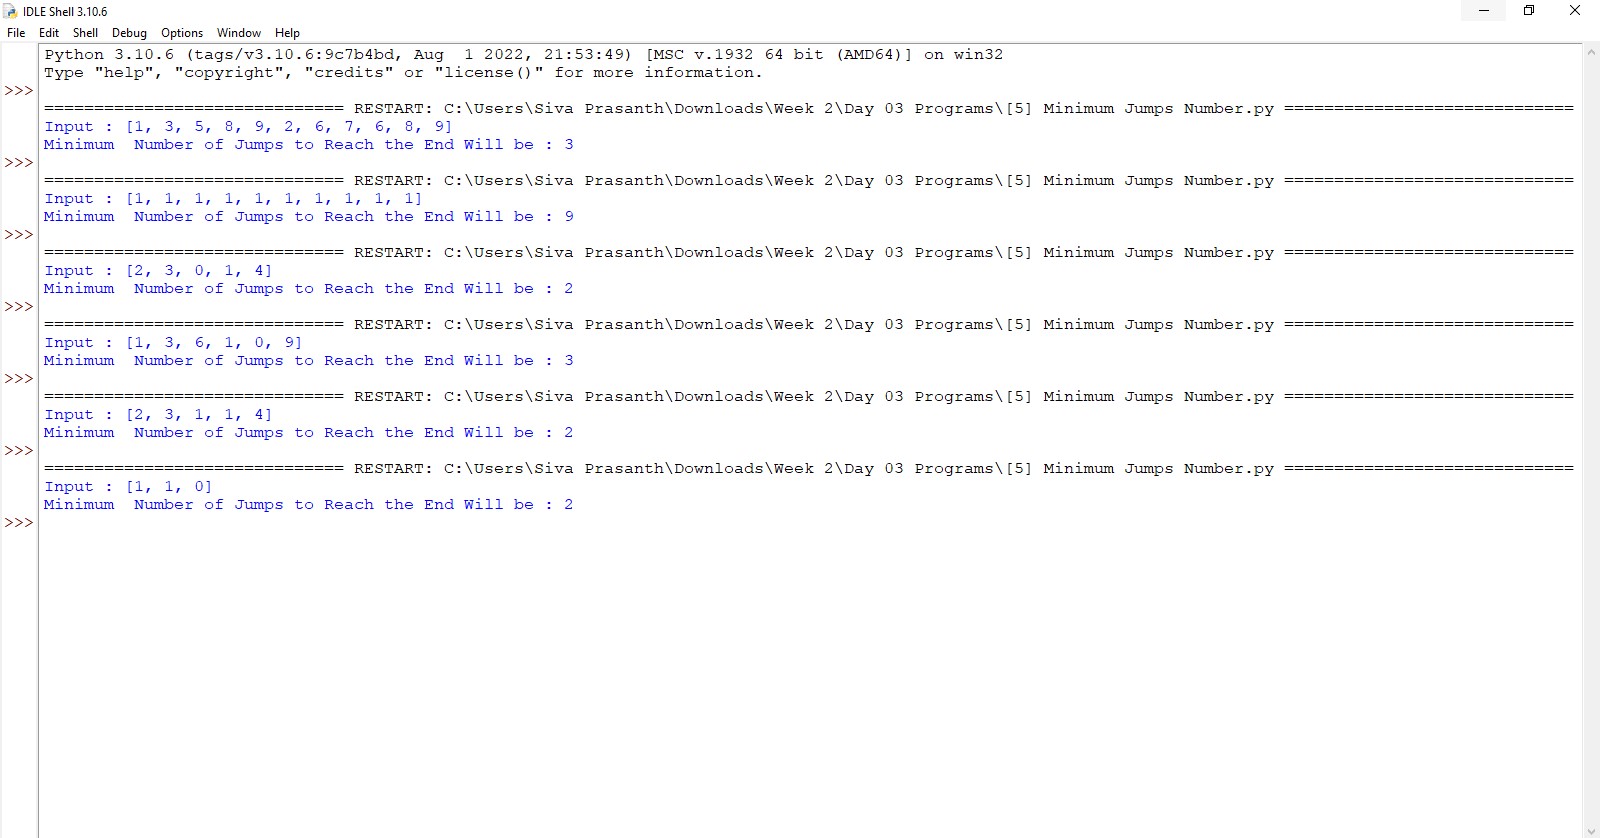 IDLE Shell 3.10.6
File Edit Shell Debug Options Window Help
Python 3.10.6 (tags/v3.10.6:9c7b4bd, Aug  1 2022, 21:53:49) [MSC v.1932 64 bit (AMD64)] on win32
Type "help", "copyright", "credits" or "license()" for more information.
>>>
============================== RESTART: C:\Users\Siva Prasanth\Downloads\Week 2\Day 03 Programs\[5] Minimum Jumps Number.py =============================
Input : [1, 3, 5, 8, 9, 2, 6, 7, 6, 8, 9]
Minimum  Number of Jumps to Reach the End Will be : 3
>>>
============================== RESTART: C:\Users\Siva Prasanth\Downloads\Week 2\Day 03 Programs\[5] Minimum Jumps Number.py =============================
Input : [1, 1, 1, 1, 1, 1, 1, 1, 1, 1]
Minimum  Number of Jumps to Reach the End Will be : 9
>>>
============================== RESTART: C:\Users\Siva Prasanth\Downloads\Week 2\Day 03 Programs\[5] Minimum Jumps Number.py =============================
Input : [2, 3, 0, 1, 4]
Minimum  Number of Jumps to Reach the End Will be : 2
>>>
============================== RESTART: C:\Users\Siva Prasanth\Downloads\Week 2\Day 03 Programs\[5] Minimum Jumps Number.py =============================
Input : [1, 3, 6, 1, 0, 9]
Minimum  Number of Jumps to Reach the End Will be : 3
>>>
============================== RESTART: C:\Users\Siva Prasanth\Downloads\Week 2\Day 03 Programs\[5] Minimum Jumps Number.py =============================
Input : [2, 3, 1, 1, 4]
Minimum  Number of Jumps to Reach the End Will be : 2
>>>
============================== RESTART: C:\Users\Siva Prasanth\Downloads\Week 2\Day 03 Programs\[5] Minimum Jumps Number.py =============================
Input : [1, 1, 0]
Minimum  Number of Jumps to Reach the End Will be : 2
>>>